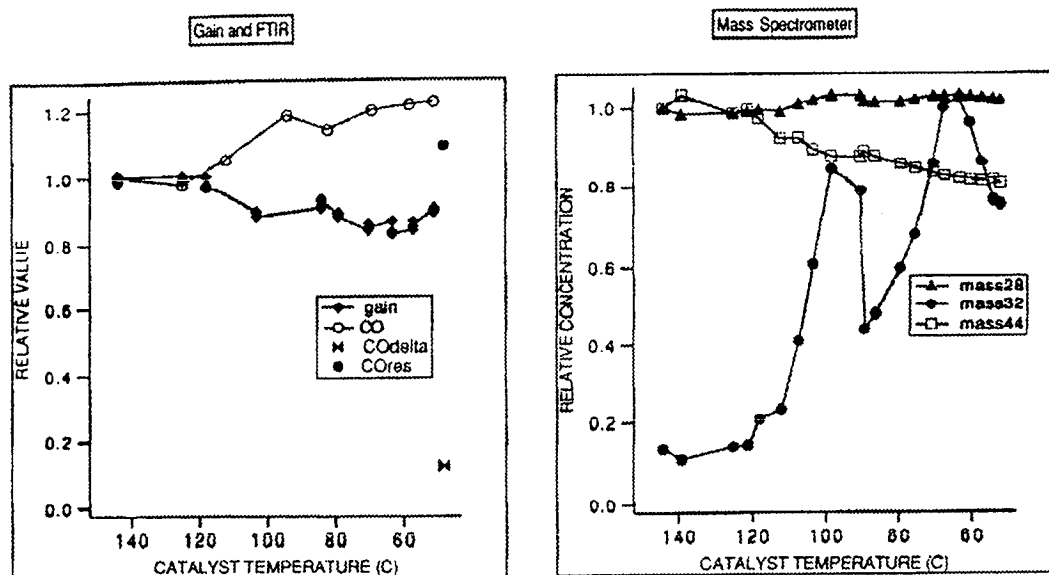 Gain and FTIR
RELATIVE VALUE
1.2
1.0
0.8
0.6
0.4
0.2
0.0
gain
CO
COdelta
COres
140 120 100 80 60
CATALYST TEMPERATURE (C)
Mass Spectrometer
RELATIVE CONCENTRATION
1.0
0.8
0.6
0.4
0.2
0.0
mass28
mass32
mass44
140 120 100 80 60
CATALYST TEMPERATURE (C)